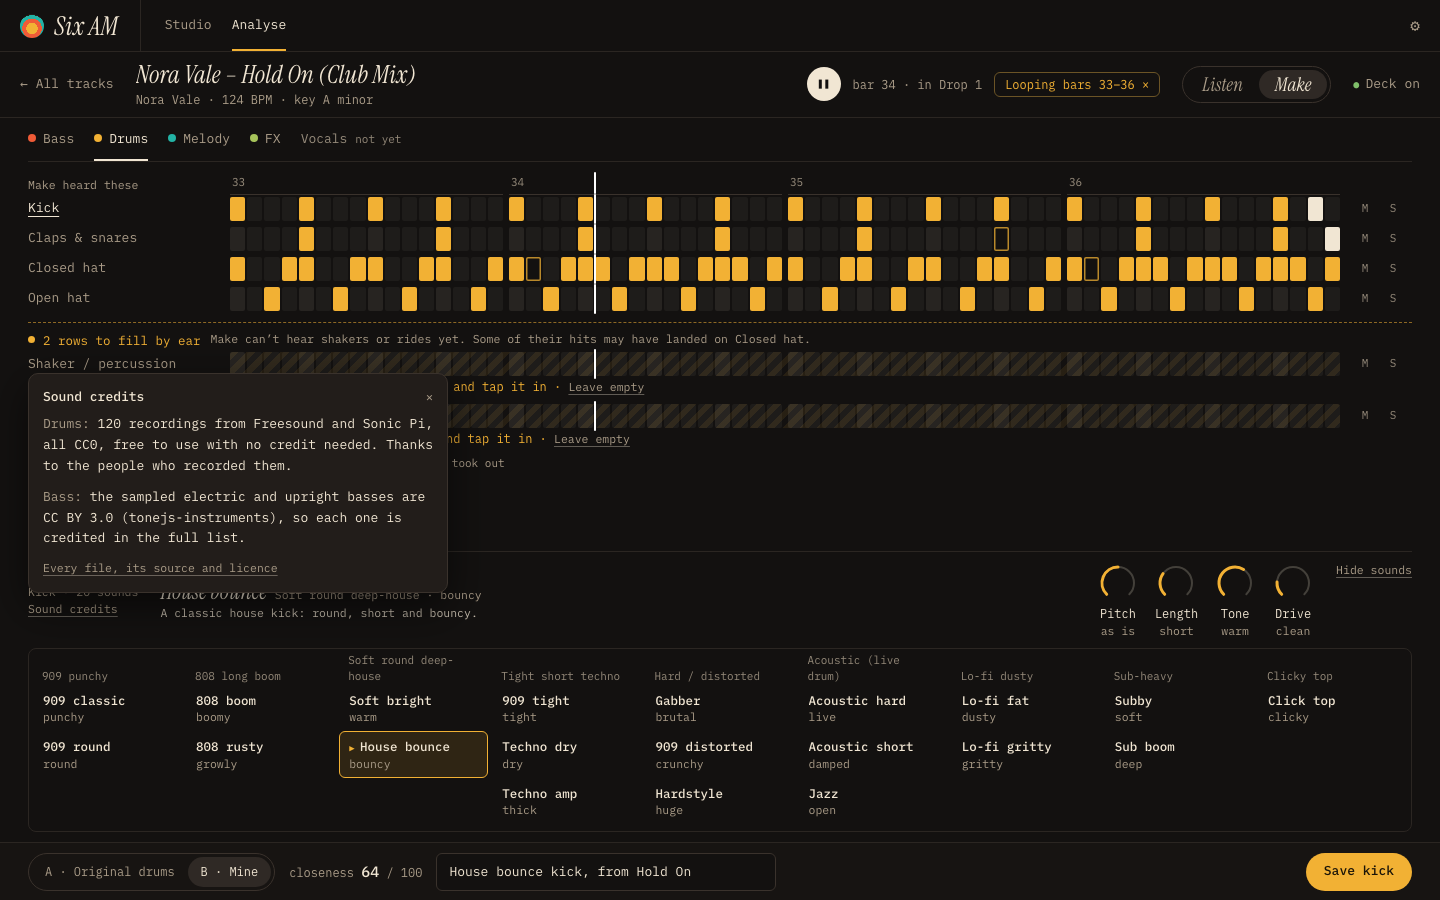 Six AM Studio Analyse ⚙
← All tracks Nora Vale – Hold On (Club Mix)
Nora Vale · 124 BPM · key A minor
bar 34 · in Drop 1 Looping bars 33–36 × Listen Make Deck on
Bass Drums Melody FX Vocals not yet
Make heard these 33 34 35 36
Kick M S
Claps & snares M S
Closed hat M S
Open hat M S
2 rows to fill by ear Make can’t hear shakers or rides yet. Some of their hits may have landed on Closed hat.
Shaker / percussion M S
and tap it in · Leave empty
M S
nd tap it in · Leave empty
took out
Sound credits ×
Drums: 120 recordings from Freesound and Sonic Pi,
all CC0, free to use with no credit needed. Thanks
to the people who recorded them.
Bass: the sampled electric and upright basses are
CC BY 3.0 (tonejs-instruments), so each one is
credited in the full list.
Every file, its source and licence
Kick · 20 sounds
Sound credits
House bounce Soft round deep-house · bouncy
A classic house kick: round, short and bouncy.
Pitch Length Tone Drive
as is short warm clean
Hide sounds
909 punchy 808 long boom Soft round deep-
house Tight short techno Hard / distorted Acoustic (live
drum) Lo-fi dusty Sub-heavy Clicky top
909 classic 808 boom Soft bright 909 tight Gabber Acoustic hard Lo-fi fat Subby Click top
punchy boomy warm tight brutal live dusty soft clicky
909 round 808 rusty ▸ House bounce Techno dry 909 distorted Acoustic short Lo-fi gritty Sub boom
round growly bouncy dry crunchy damped gritty deep
Techno amp Hardstyle Jazz
thick huge open
A · Original drums B · Mine closeness 64 / 100 House bounce kick, from Hold On Save kick